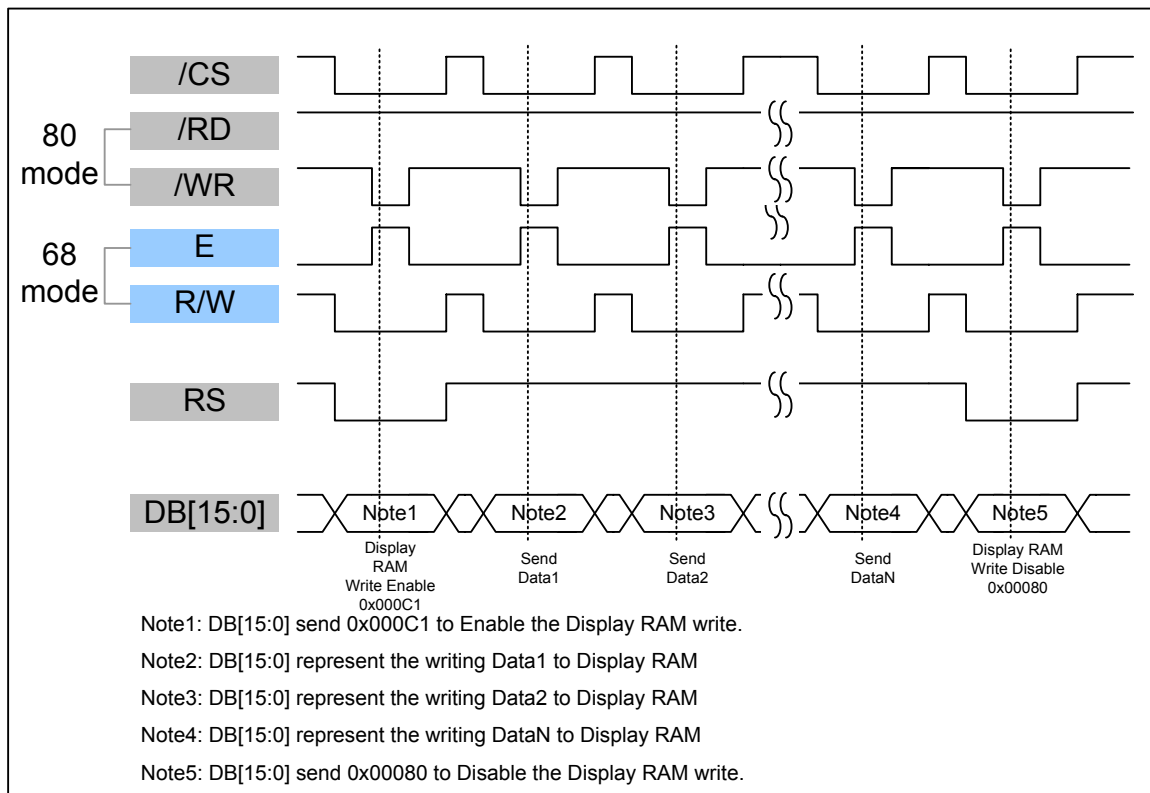 /CS
80
mode
/RD
/WR
68
mode
E
R/W
RS
DB[15:0]
Note1
Note2
Note3
Note4
Note5
Display
RAM
Write Enable
0x000C1
Send
Data1
Send
Data2
Send
DataN
Display RAM
Write Disable
0x00080
Note1: DB[15:0] send 0x000C1 to Enable the Display RAM write.
Note2: DB[15:0] represent the writing Data1 to Display RAM
Note3: DB[15:0] represent the writing Data2 to Display RAM
Note4: DB[15:0] represent the writing DataN to Display RAM
Note5: DB[15:0] send 0x00080 to Disable the Display RAM write.